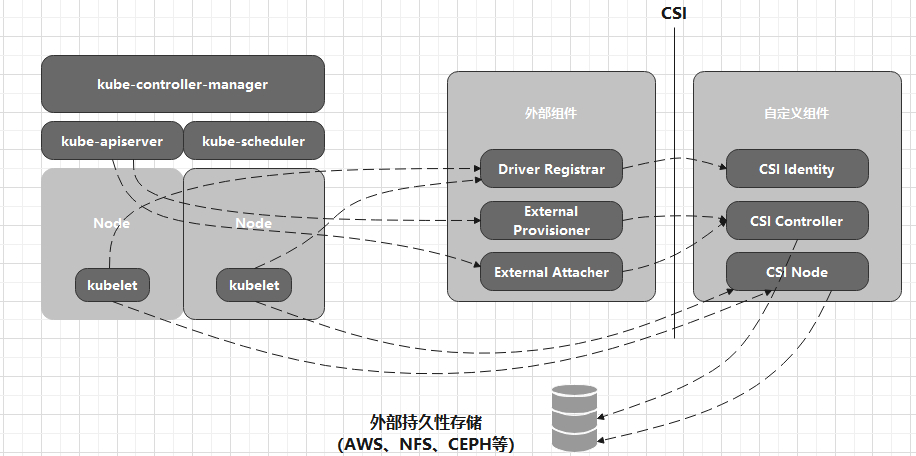 CSI
kube-controller-manager
kube-apiserver
kube-scheduler
Node
Node
kubelet
kubelet
外部组件
Driver Registrar
External
Provisioner
External Attacher
自定义组件
CSI Identity
CSI Controller
CSI Node
外部持久性存储
（AWS、NFS、CEPH等）